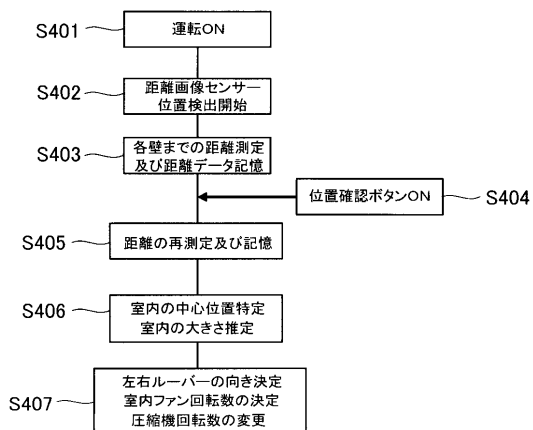 S401
運転ON
S402
距離画像センサー
位置検出開始
S403
各壁までの距離測定
及び距離データ記憶
位置確認ボタンON
S404
S405
距離の再測定及び記憶
S406
室内の中心位置特定
室内の大きさ推定
S407
左右ルーバーの向き決定
室内ファン回転数の決定
圧縮機回転数の変更